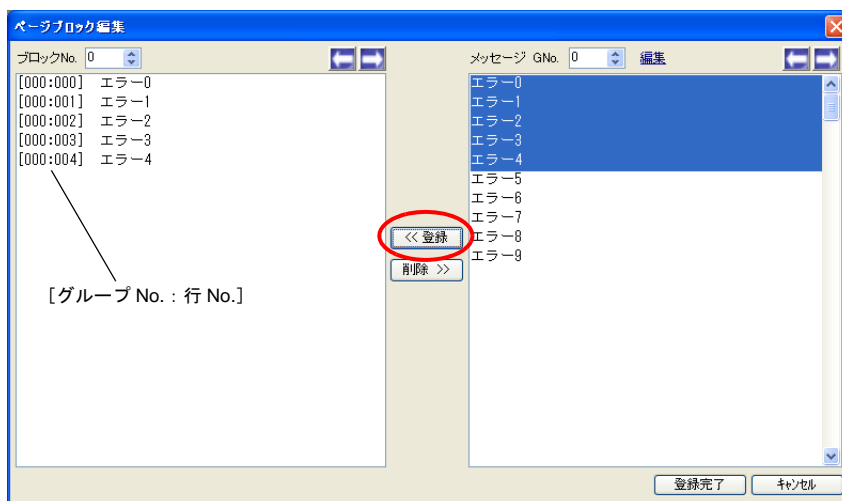 ページブロック編集
ブロックNo. 0
メッセージ GNo. 0 編集
[000:000] エラー0
[000:001] エラー1
[000:002] エラー2
[000:003] エラー3
[000:004] エラー4
[グループ No.：行 No.]
<< 登録
削除 >>
エラー0
エラー1
エラー2
エラー3
エラー4
エラー5
エラー6
エラー7
エラー8
エラー9
登録完了
キャンセル